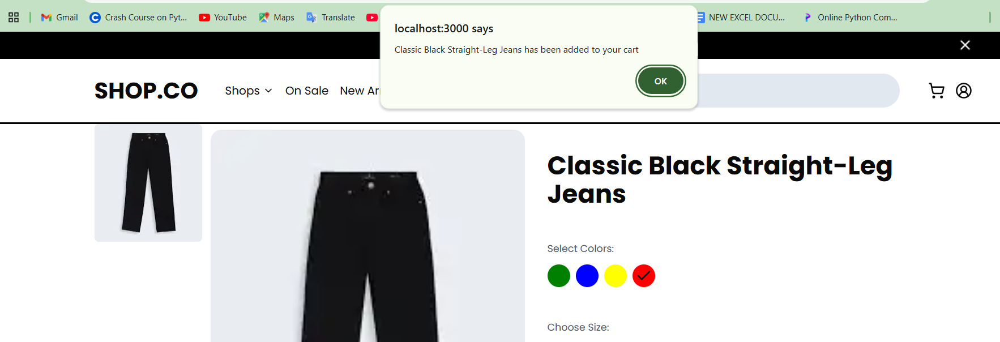 Gmail
Crash Course on Pyt...
YouTube
Maps
Translate
NEW EXCEL DOCU...
Online Python Com...
localhost:3000 says
Classic Black Straight-Leg Jeans has been added to your cart
OK
SHOP.CO
Shops
On Sale
New Ar
Classic Black Straight-Leg
Jeans
Select Colors:
Choose Size: